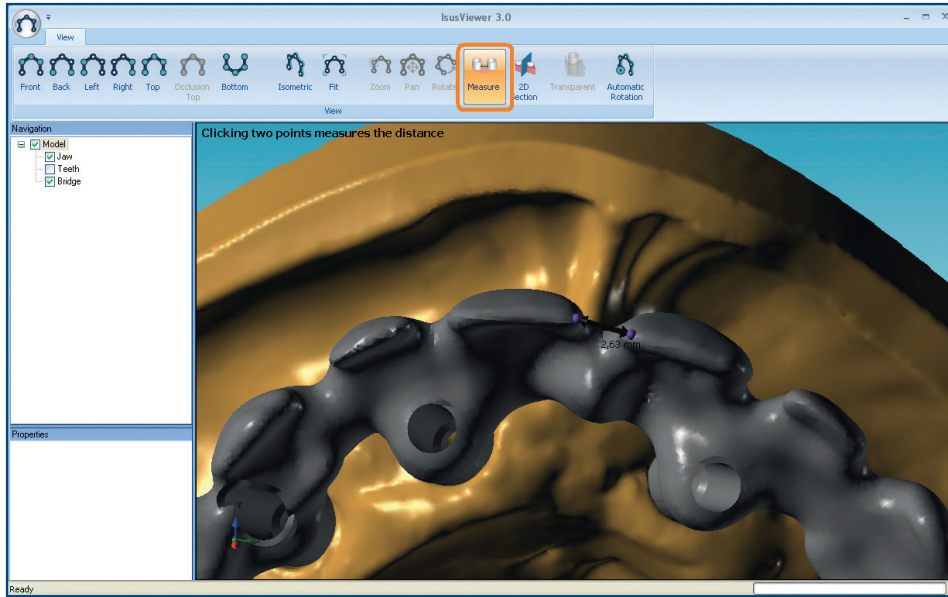 IsusViewer 3.0
View
Front Back Left Right Top Occlusion Top Bottom Isometric Fit Zoom Pan Rotate Measure 2D Section Transparent Automatic Rotation
View
Navigation
Clicking two points measures the distance
Model
Jaw
Teeth
Bridge
2,63 mm
Properties
Y
Ready